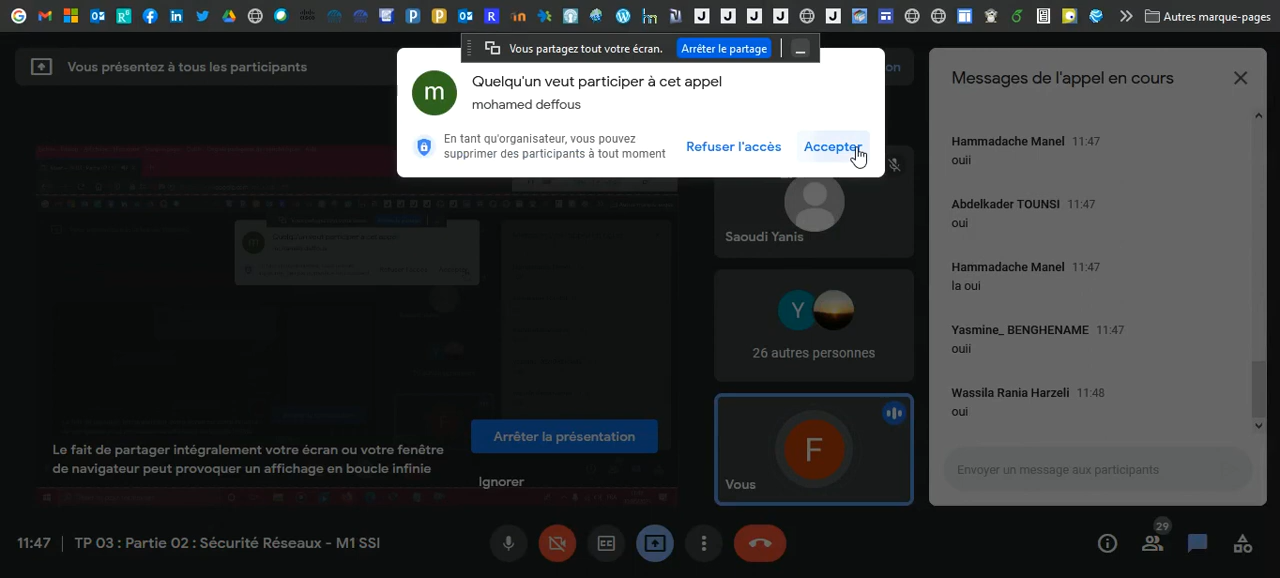 Autres marque-pages
Vous partagez tout votre écran.
Arrêter le partage
Vous présentez à tous les participants
on
Quelqu'un veut participer à cet appel
m
mohamed deffous
En tant qu'organisateur, vous pouvez
supprimer des participants à tout moment
Refuser l'accès
Accepter
Saoudi Yanis
Y
26 autres personnes
F
Vous
Le fait de partager intégralement votre écran ou votre fenêtre
de navigateur peut provoquer un affichage en boucle infinie
Arrêter la présentation
Ignorer
Messages de l'appel en cours
Hammadache Manel 11:47
ouii
Abdelkader TOUNSI 11:47
oui
Hammadache Manel 11:47
la oui
Yasmine_ BENGHENAME 11:47
ouii
Wassila Rania Harzeli 11:48
oui
Envoyer un message aux participants
11:47 | TP 03 : Partie 02 : Sécurité Réseaux - M1 SSI
29